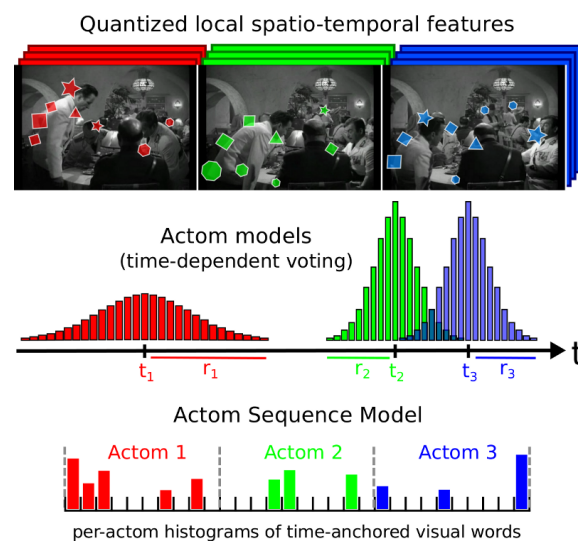 Quantized local spatio-temporal features
Actom models
(time-dependent voting)
t
t1 r1 r2 t2 t3 r3
Actom Sequence Model
Actom 1 Actom 2 Actom 3
per-actom histograms of time-anchored visual words